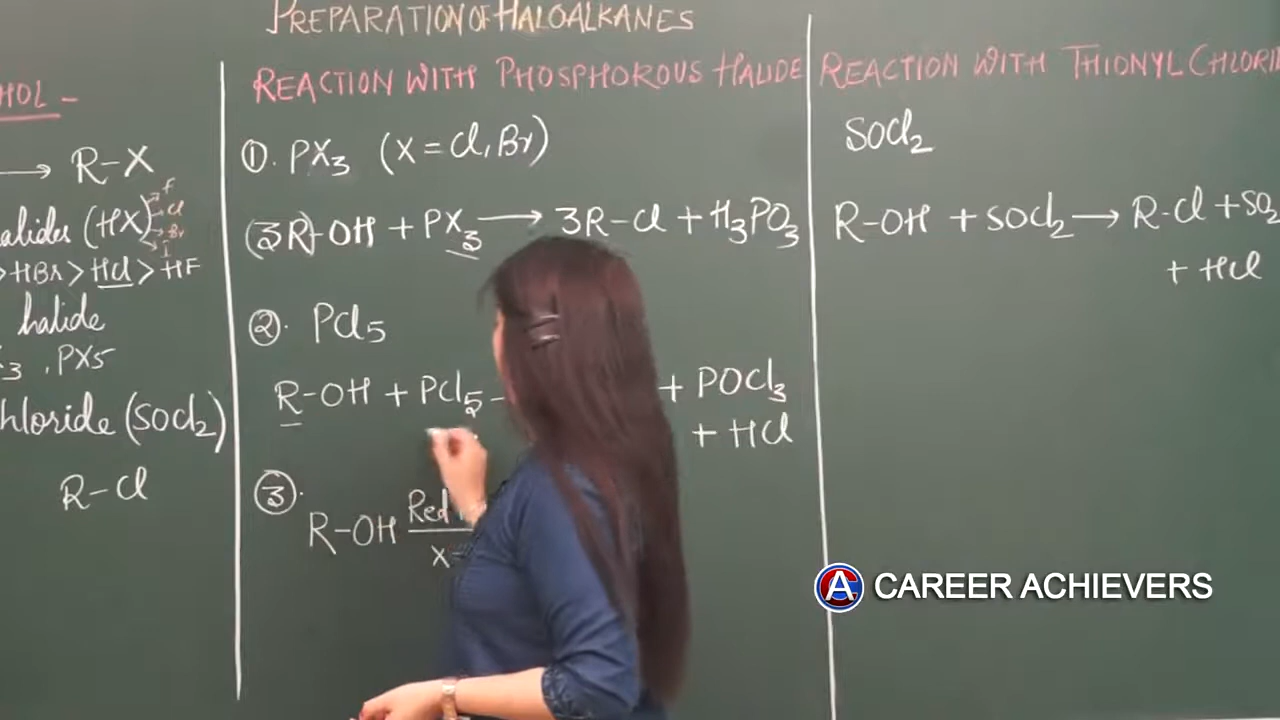 PREPARATION OF HALOALKANES
HOL -
→ R-X
(HX) F
Cl
Br
I
>HBr>HCl>HF
halide
3, PX5
(SOCl2)
R-Cl
REACTION WITH PHOSPHOROUS HALIDE
①. PX3 (X=Cl, Br)
(3R)-OH + PX3 → 3R-Cl + H3PO3
②. PCl5
R-OH + PCl5 - + POCl3
+ HCl
③.
R-OH Red
X=
REACTION WITH THIONYL CHLORI
SOCl2
R-OH + SOCl2 → R-Cl + SO2
+ HCl
CAREER ACHIEVERS